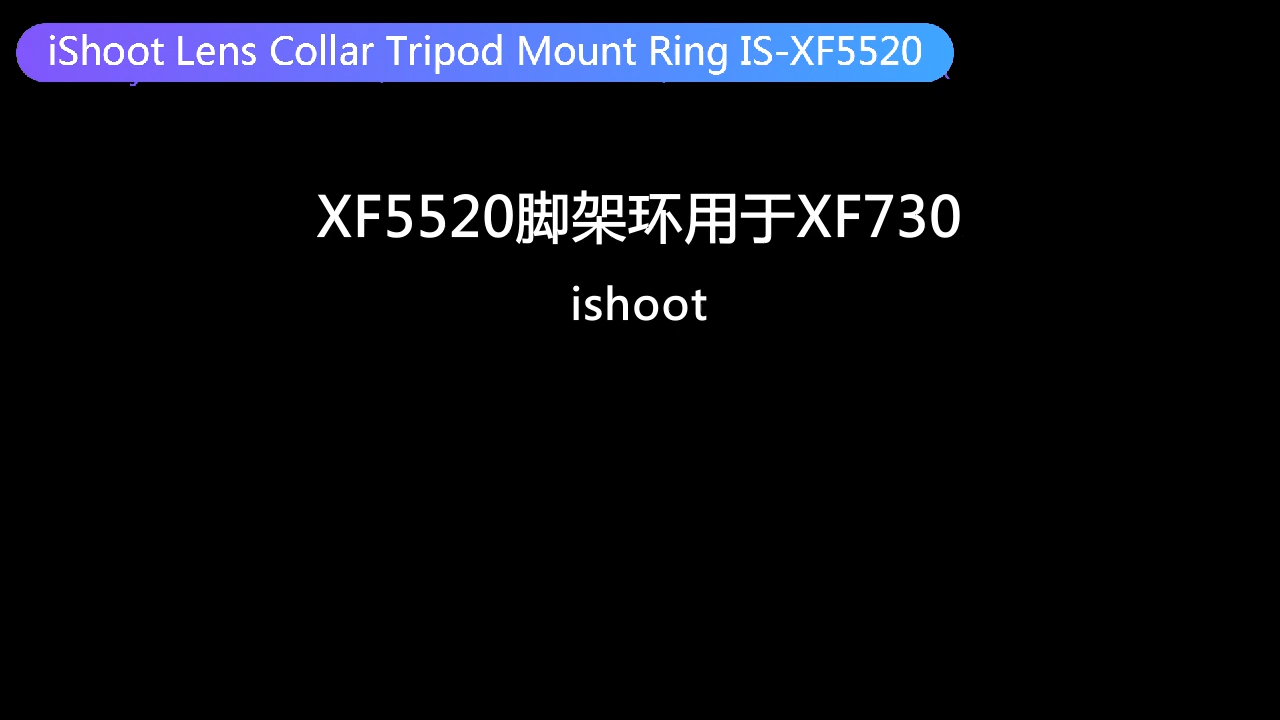 iShoot Lens Collar Tripod Mount Ring IS-XF5520
XF5520脚架环用于XF730
ishoot